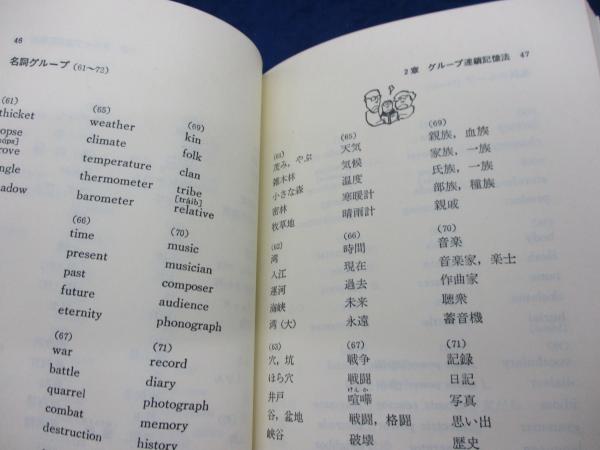 46
名詞グループ (61〜72)
(61)
thicket
(65)
weather
climate
temperature
thermometer
barometer
(69)
kin
folk
clan
tribe
[tráib]
relative
(66)
time
present
past
future
eternity
(70)
music
musician
composer
audience
phonograph
(67)
war
battle
quarrel
combat
destruction
(71)
record
diary
photograph
memory
history
2章 グループ連鎖記憶法 47
(61)
茂み, やぶ
雑木林
小さな森
密林
牧草地
(65)
天気
気候
温度
寒暖計
晴雨計
(69)
親族, 血族
家族, 一族
氏族, 一族
部族, 種族
親戚
(62)
湾
入江
運河
海峡
湾 (大)
(66)
時間
現在
過去
未来
永遠
(70)
音楽
音楽家, 楽士
作曲家
聴衆
蓄音機
(63)
穴, 坑
ほら穴
井戸
谷, 盆地
峡谷
(67)
戦争
戦闘
けんか
喧嘩
戦闘, 格闘
破壊
(71)
記録
日記
写真
思い出
歴史